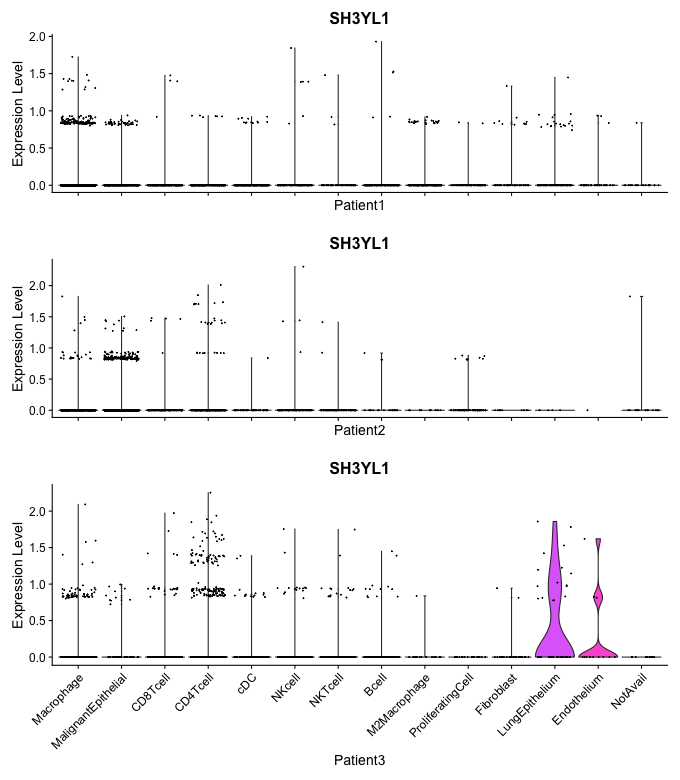 SH3YL1
Expression Level
2.0
1.5
1.0
0.5
0.0
Patient1
SH3YL1
Expression Level
2.0
1.5
1.0
0.5
0.0
Patient2
SH3YL1
Expression Level
2.0
1.5
1.0
0.5
0.0
Macrophage
MalignantEpithelial
CD8Tcell
CD4Tcell
cDC
NKcell
NKTcell
Bcell
M2Macrophage
ProliferatingCell
Fibroblast
LungEpithelium
Endothelium
NotAvail
Patient3